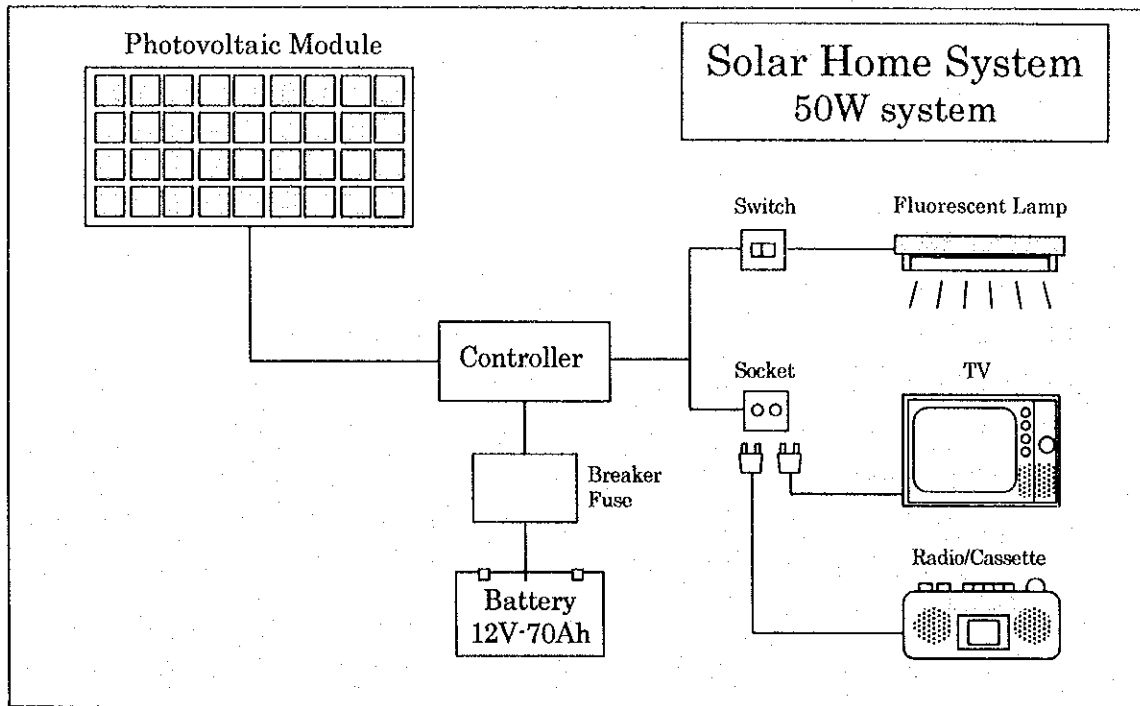 Photovoltaic Module
Solar Home System
50W system
Switch
Fluorescent Lamp
Controller
Socket
TV
Breaker
Fuse
Radio/Cassette
Battery
12V-70Ah